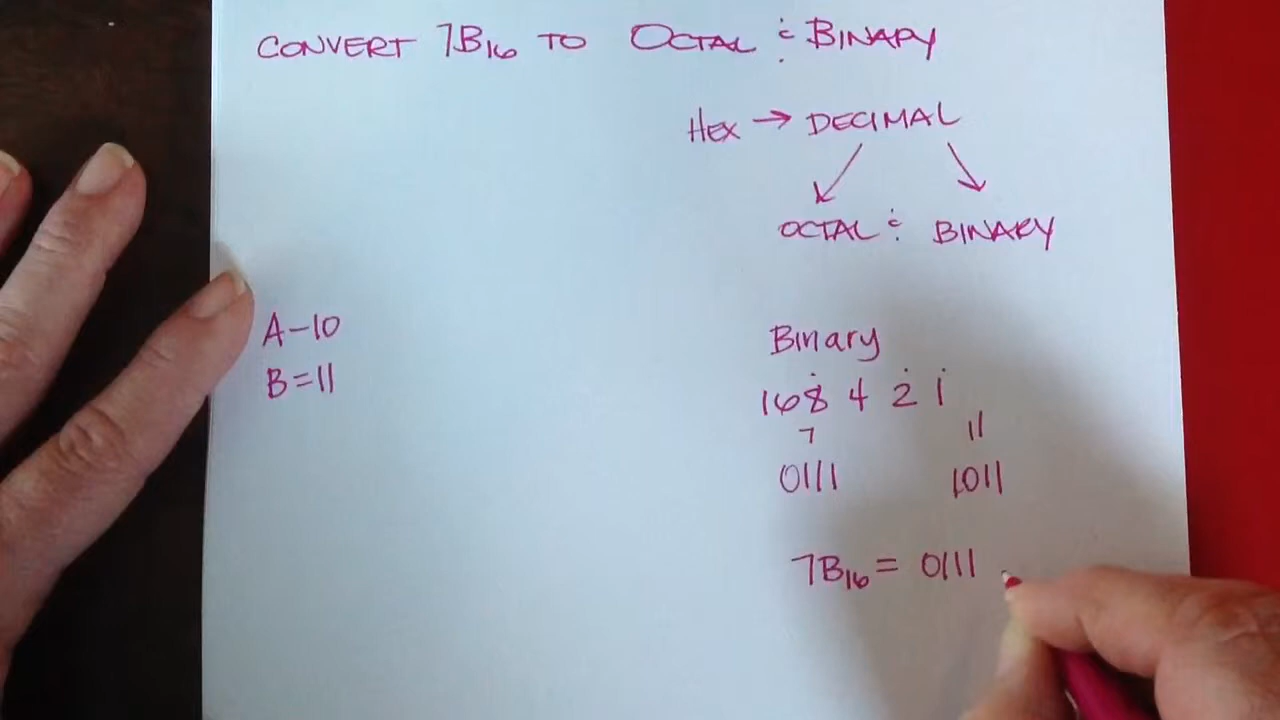 CONVERT 7B16 TO OCTAL & BINARY
Hex → DECIMAL
OCTAL & BINARY
A-10
B=11
Binary
16 8 4 2 1
7 11
0111 1011
7B16 = 0111